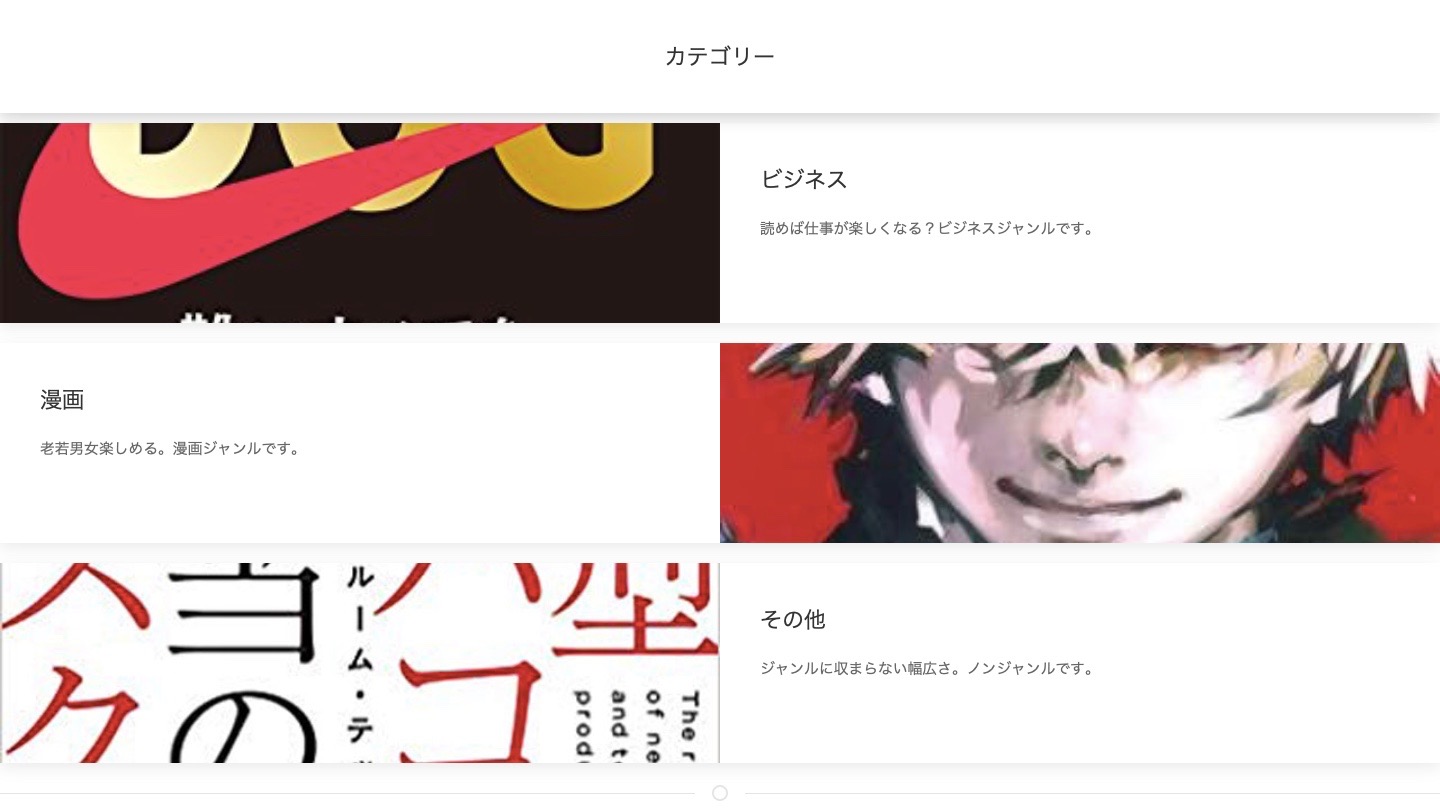 カテゴリー
ビジネス
読めば仕事が楽しくなる？ビジネスジャンルです。
漫画
老若男女楽しめる。漫画ジャンルです。
その他
ジャンルに収まらない幅広さ。ノンジャンルです。
ク
の
ルーム・テ
コ
型
The r
of ne
and t
prod